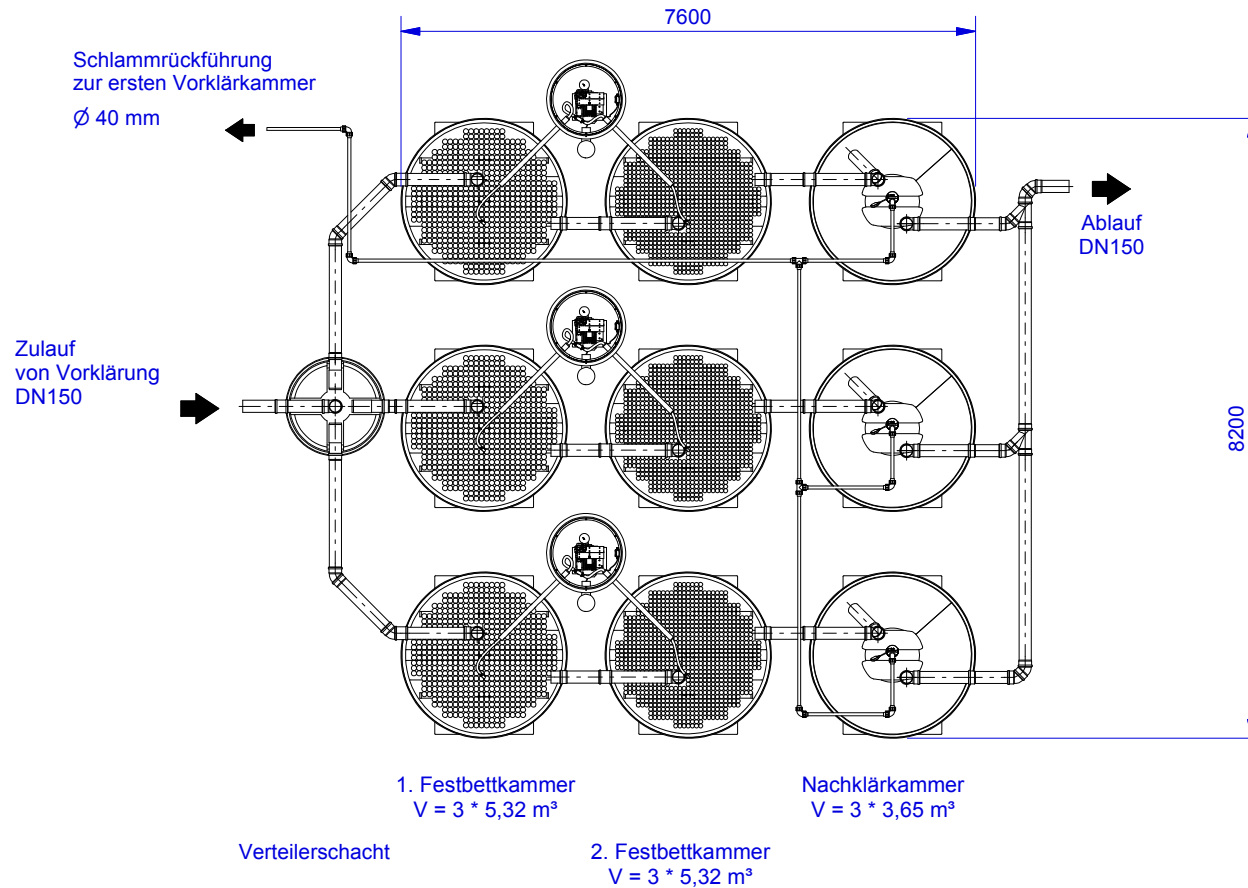 7600
Schlammrückführung
zur ersten Vorklärkammer
Ø 40 mm
Ablauf
DN150
Zulauf
von Vorklärung
DN150
8200
1. Festbettkammer
V = 3 * 5,32 m³
Nachklärkammer
V = 3 * 3,65 m³
Verteilerschacht
2. Festbettkammer
V = 3 * 5,32 m³